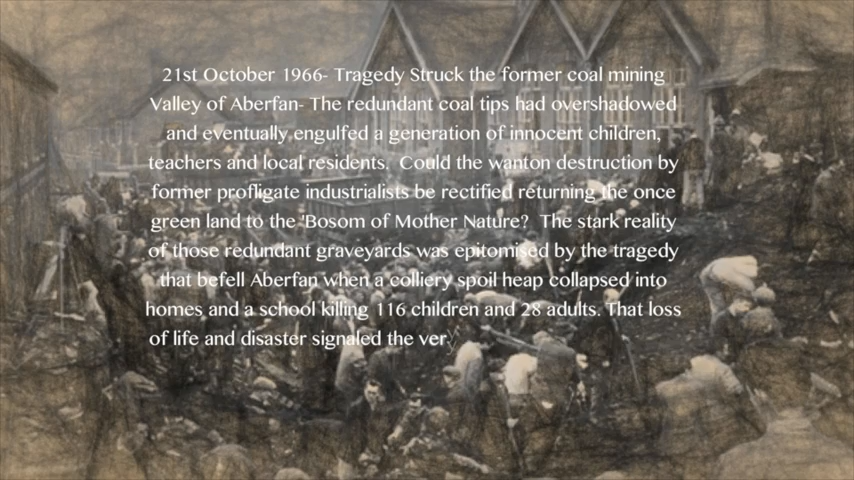 21st October 1966- Tragedy Struck the former coal mining
Valley of Aberfan- The redundant coal tips had overshadowed
and eventually engulfed a generation of innocent children,
teachers and local residents. Could the wanton destruction by
former profligate industrialists be rectified returning the once
green land to the 'Bosom of Mother Nature? The stark reality
of those redundant graveyards was epitomised by the tragedy
that befell Aberfan when a colliery spoil heap collapsed into
homes and a school killing 116 children and 28 adults. That loss
of life and disaster signaled the ver